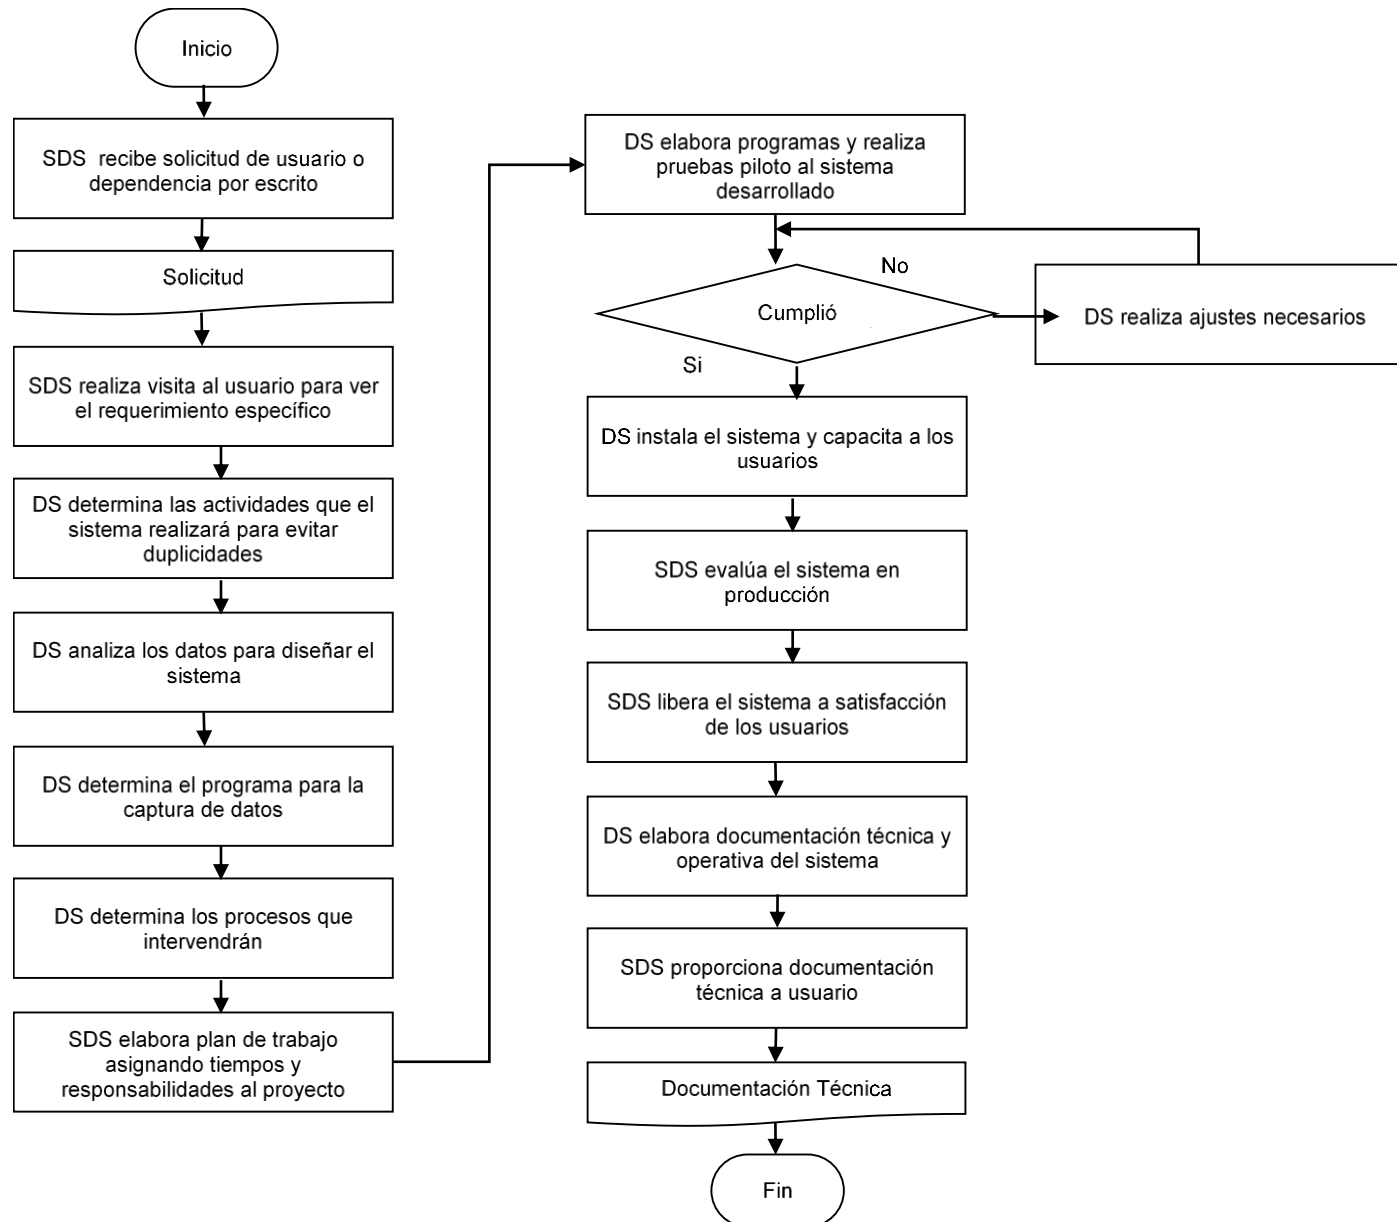 Inicio
SDS recibe solicitud de usuario o
dependencia por escrito
Solicitud
SDS realiza visita al usuario para ver
el requerimiento específico
DS determina las actividades que el
sistema realizará para evitar
duplicidades
DS analiza los datos para diseñar el
sistema
DS determina el programa para la
captura de datos
DS determina los procesos que
intervendrán
SDS elabora plan de trabajo
asignando tiempos y
responsabilidades al proyecto
DS elabora programas y realiza
pruebas piloto al sistema
desarrollado
No
Cumplió
DS realiza ajustes necesarios
Si
DS instala el sistema y capacita a los
usuarios
SDS evalúa el sistema en
producción
SDS libera el sistema a satisfacción
de los usuarios
DS elabora documentación técnica y
operativa del sistema
SDS proporciona documentación
técnica a usuario
Documentación Técnica
Fin